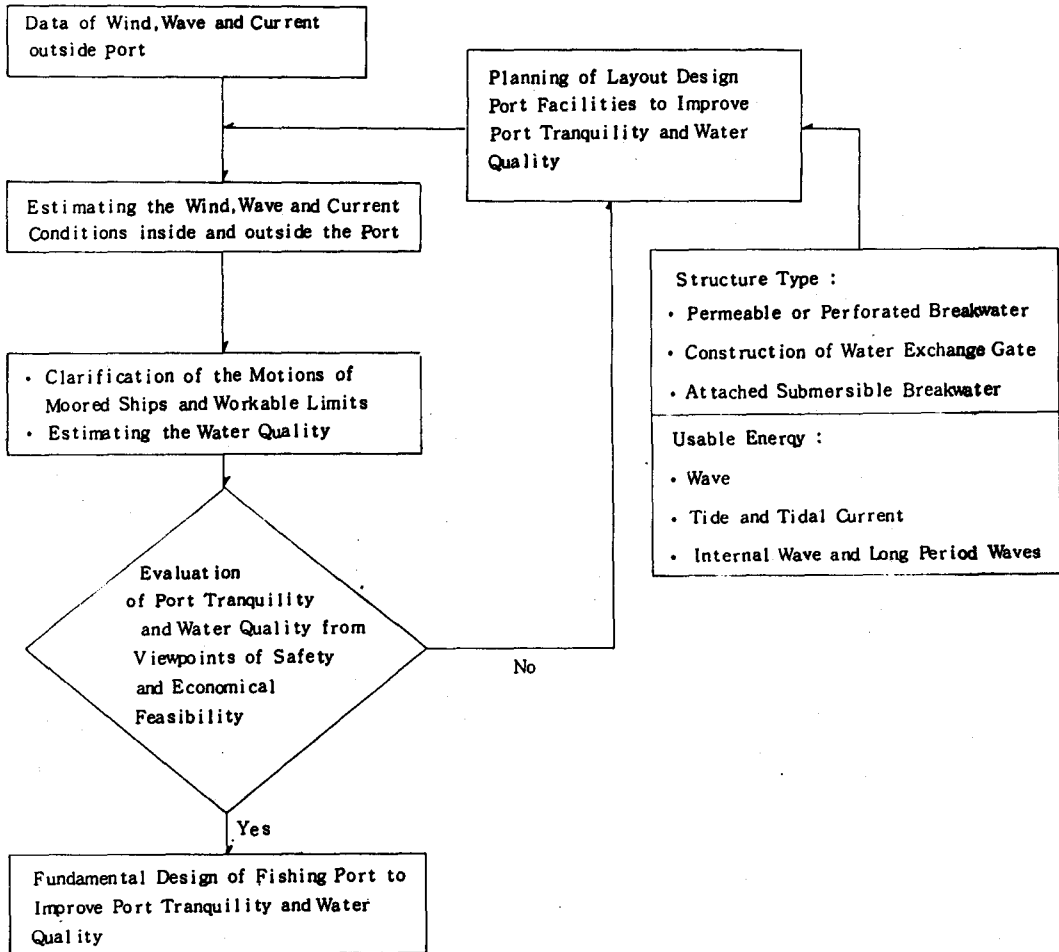 Data of Wind, Wave and Current
outside port
Planning of Layout Design
Port Facilities to Improve
Port Tranquility and Water
Quality
Estimating the Wind, Wave and Current
Conditions inside and outside the Port
Structure Type :
• Permeable or Perforated Breakwater
• Construction of Water Exchange Gate
• Attached Submersible Breakwater
Usable Energy :
• Wave
• Tide and Tidal Current
• Internal Wave and Long Period Waves
• Clarification of the Motions of
Moored Ships and Workable Limits
• Estimating the Water Quality
Evaluation
of Port Tranquility
and Water Quality from
Viewpoints of Safety
and Economical
Feasibility
No
Yes
Fundamental Design of Fishing Port to
Improve Port Tranquility and Water
Quality